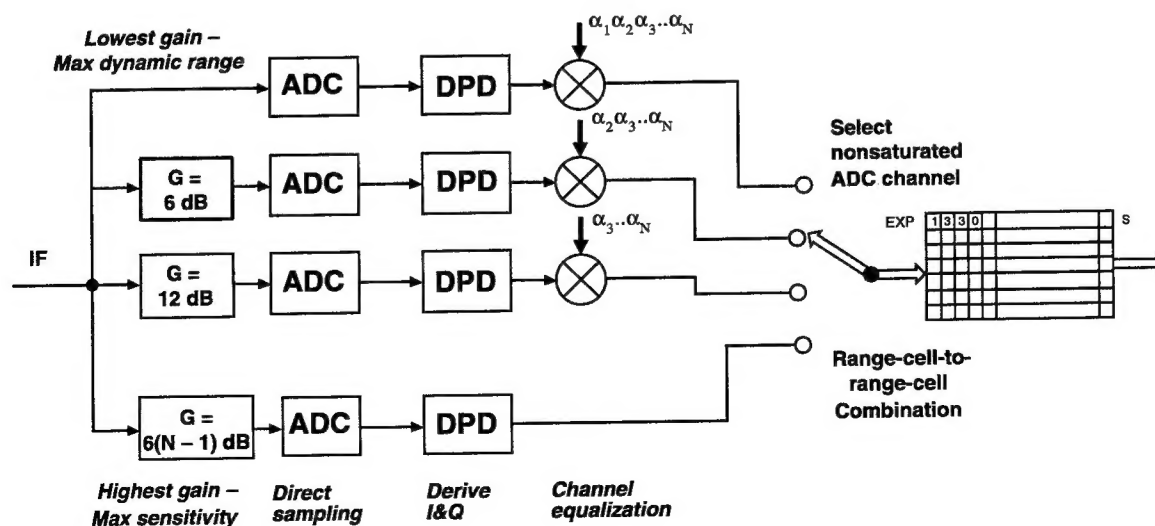 Lowest gain –
Max dynamic range
ADC
DPD
α1α2α3..αN
G =
6 dB
ADC
DPD
α2α3..αN
IF
G =
12 dB
ADC
DPD
α3..αN
G =
6(N – 1) dB
ADC
DPD
Select
nonsaturated
ADC channel
EXP
1 3 3 0
S
Range-cell-to-
range-cell
Combination
Highest gain –
Max sensitivity
Direct
sampling
Derive
I&Q
Channel
equalization